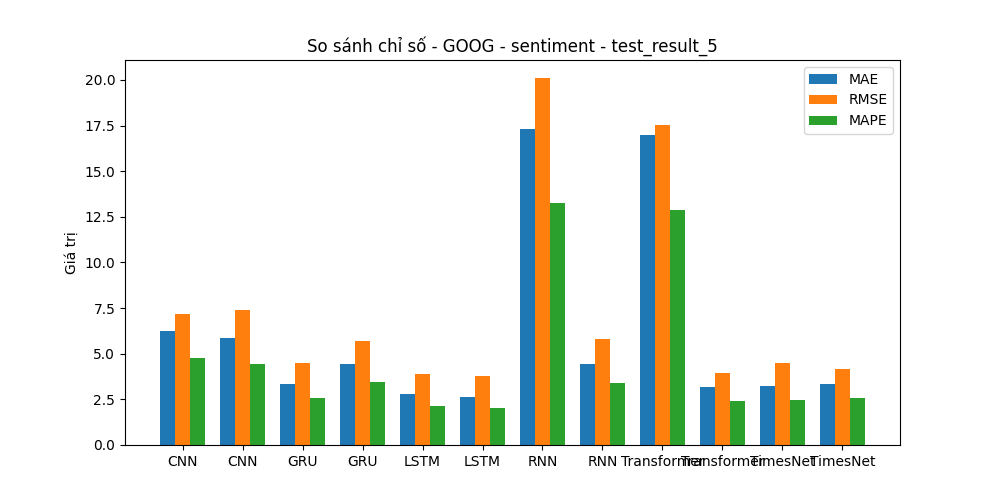 So sánh chỉ số - GOOG - sentiment - test_result_5
MAE
RMSE
MAPE
Giá trị
20.0
17.5
15.0
12.5
10.0
7.5
5.0
2.5
0.0
CNN CNN GRU GRU LSTM LSTM RNN RNN Transformer Transformer TimesNet TimesNet